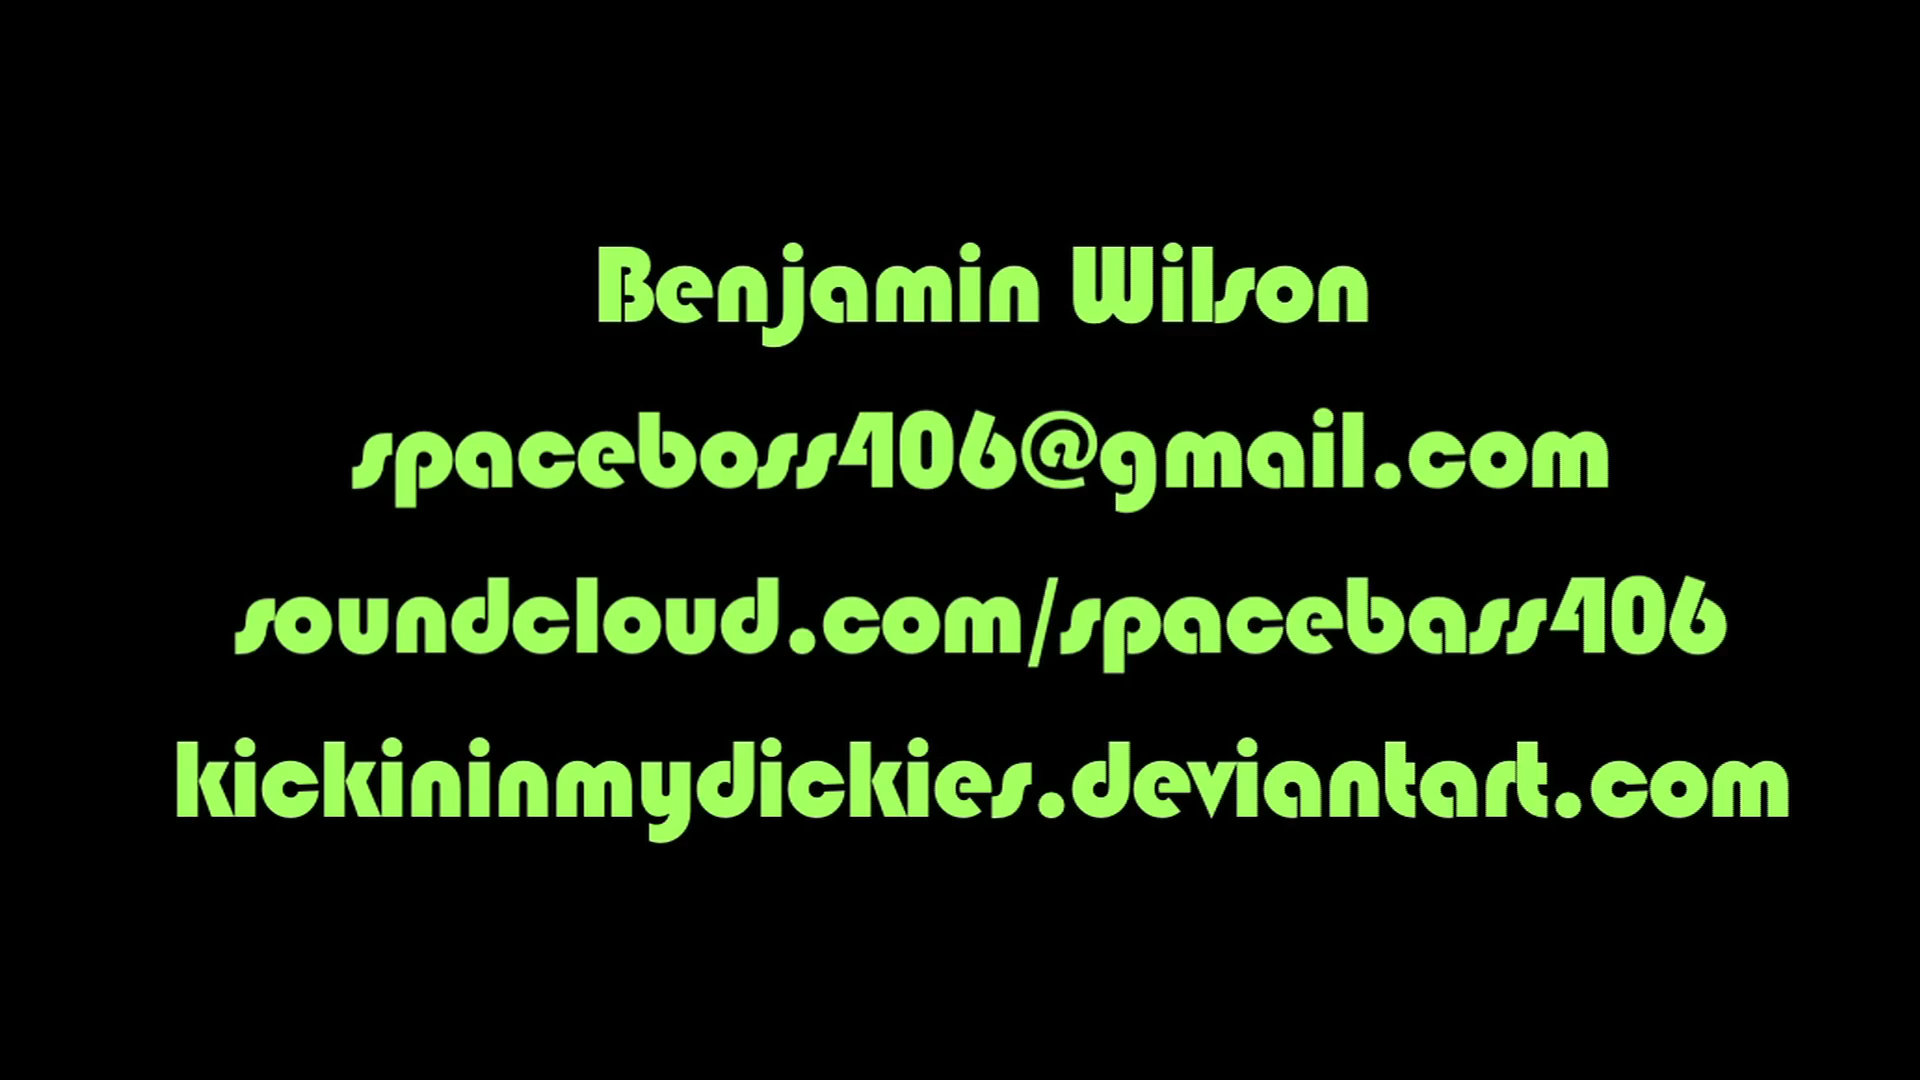 Benjamin Wilson
spaceboss406@gmail.com
soundcloud.com/spacebass406
kickininmydickies.deviantart.com